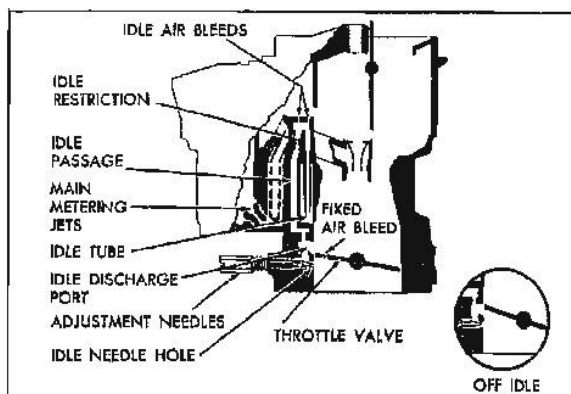 IDLE AIR BLEEDS
IDLE
RESTRICTION
IDLE
PASSAGE
MAIN
METERING
JETS
IDLE TUBE
FIXED
AIR BLEED
IDLE DISCHARGE
PORT
ADJUSTMENT NEEDLES
THROTTLE VALVE
IDLE NEEDLE HOLE
OFF IDLE